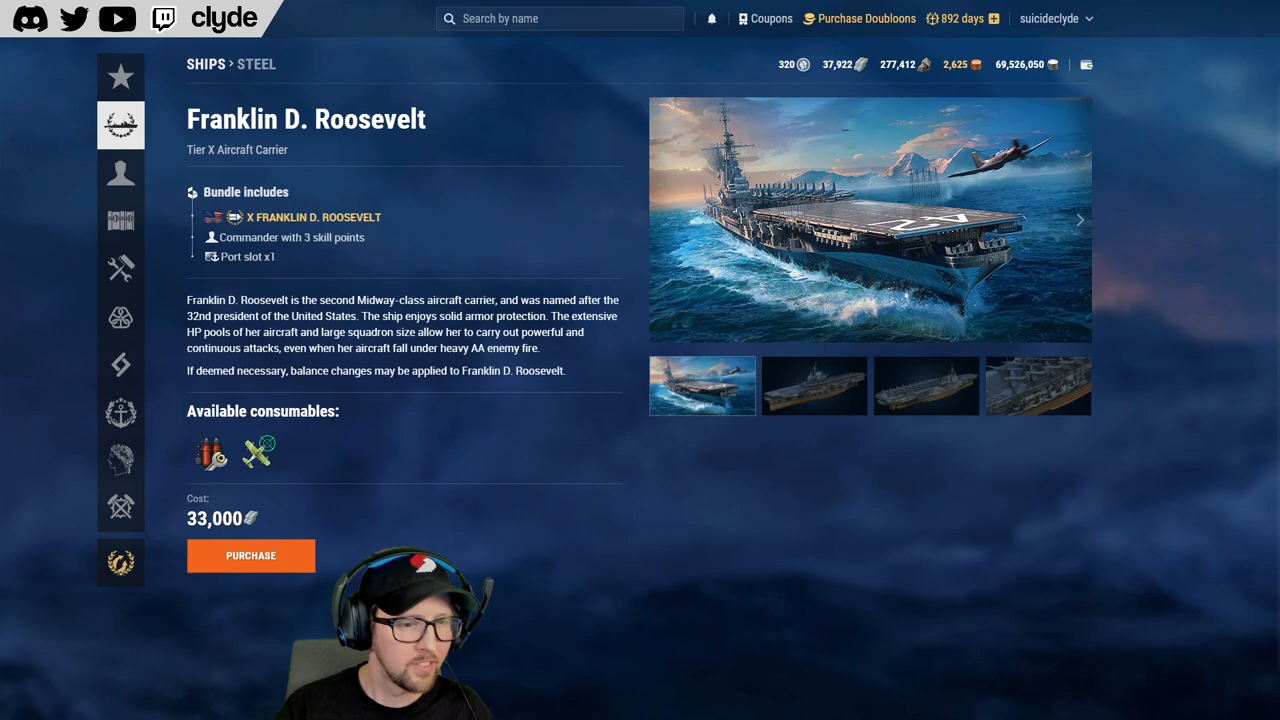 clyde
Search by name
Coupons
Purchase Doubloons
892 days
suicideclyde
SHIPS > STEEL
320
37,922
277,412
2,625
69,526,050
Franklin D. Roosevelt
Tier X Aircraft Carrier
Bundle includes
X FRANKLIN D. ROOSEVELT
Commander with 3 skill points
Port slot x1
Franklin D. Roosevelt is the second Midway-class aircraft carrier, and was named after the
32nd president of the United States. The ship enjoys solid armor protection. The extensive
HP pools of her aircraft and large squadron size allow her to carry out powerful and
continuous attacks, even when her aircraft fall under heavy AA enemy fire.
If deemed necessary, balance changes may be applied to Franklin D. Roosevelt.
Available consumables:
Cost:
33,000
PURCHASE